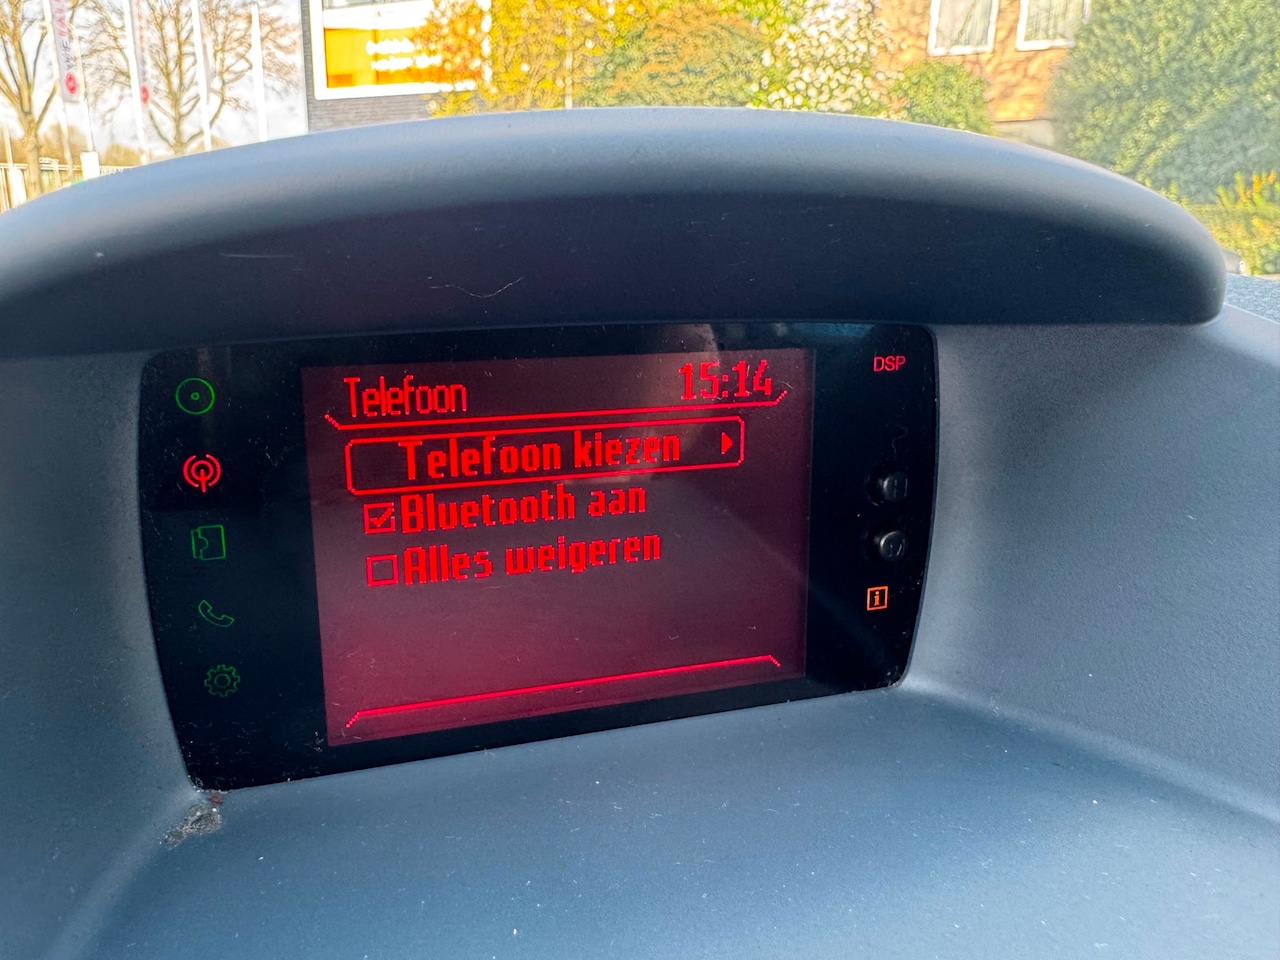 Telefoon 15:14
DSP
Telefoon kiezen
Bluetooth aan
Alles weigeren
i